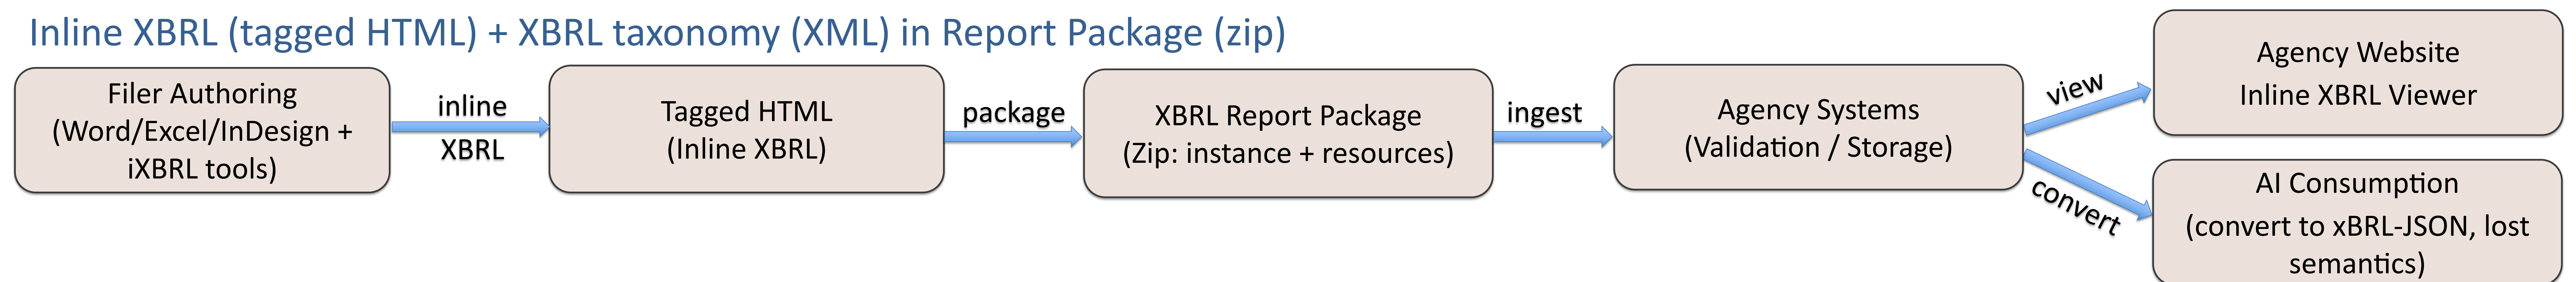 Inline XBRL (tagged HTML) + XBRL taxonomy (XML) in Report Package (zip)
Filer Authoring
(Word/Excel/InDesign +
iXBRL tools)
inline
XBRL
Tagged HTML
(Inline XBRL)
package
XBRL Report Package
(Zip: instance + resources)
ingest
Agency Systems
(Validation / Storage)
view
Agency Website
Inline XBRL Viewer
convert
AI Consumption
(convert to xBRL-JSON, lost
semantics)